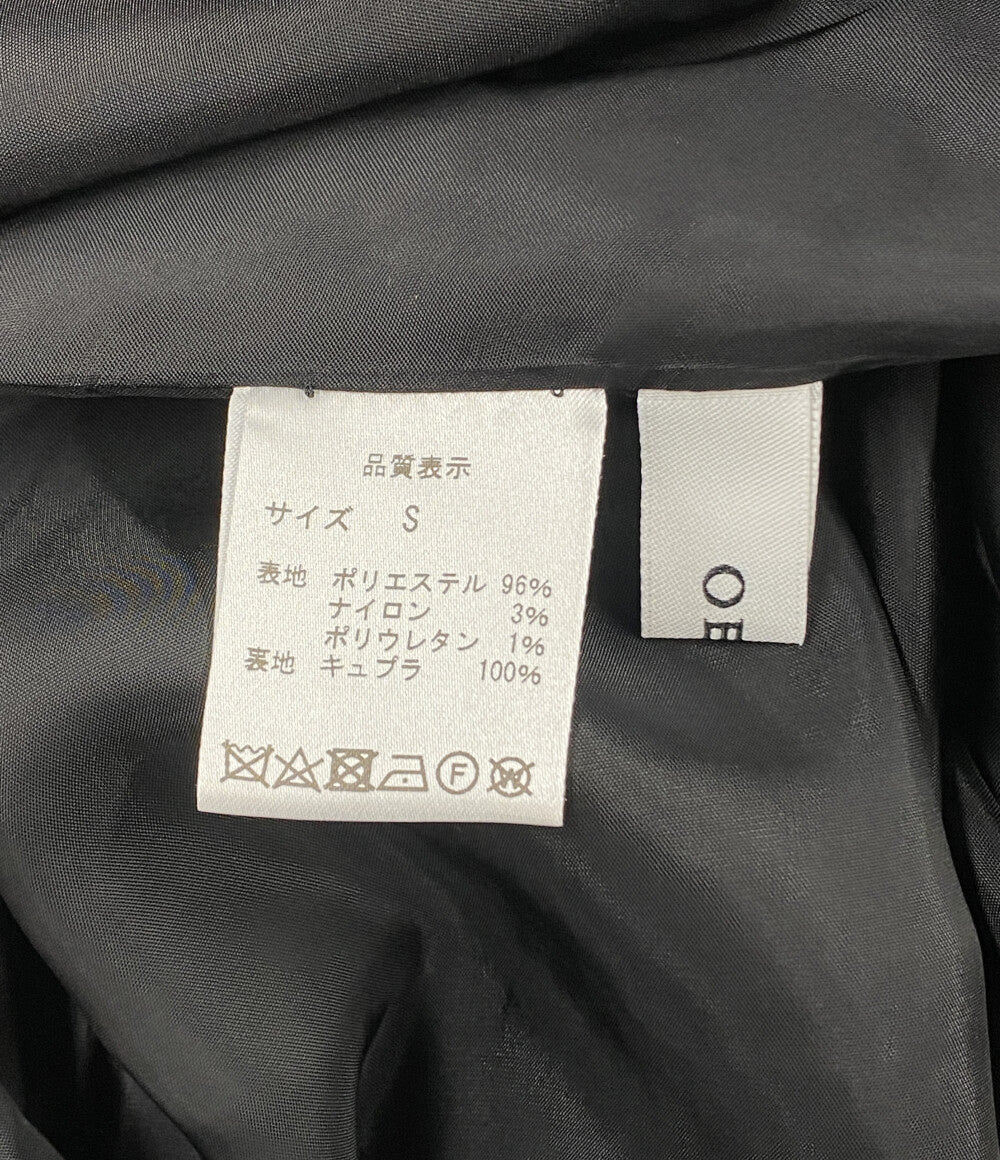 品質表示
サイズ S
表地 ポリエステル 96%
ナイロン 3%
ポリウレタン 1%
裏地 キュプラ 100%
F W
OE